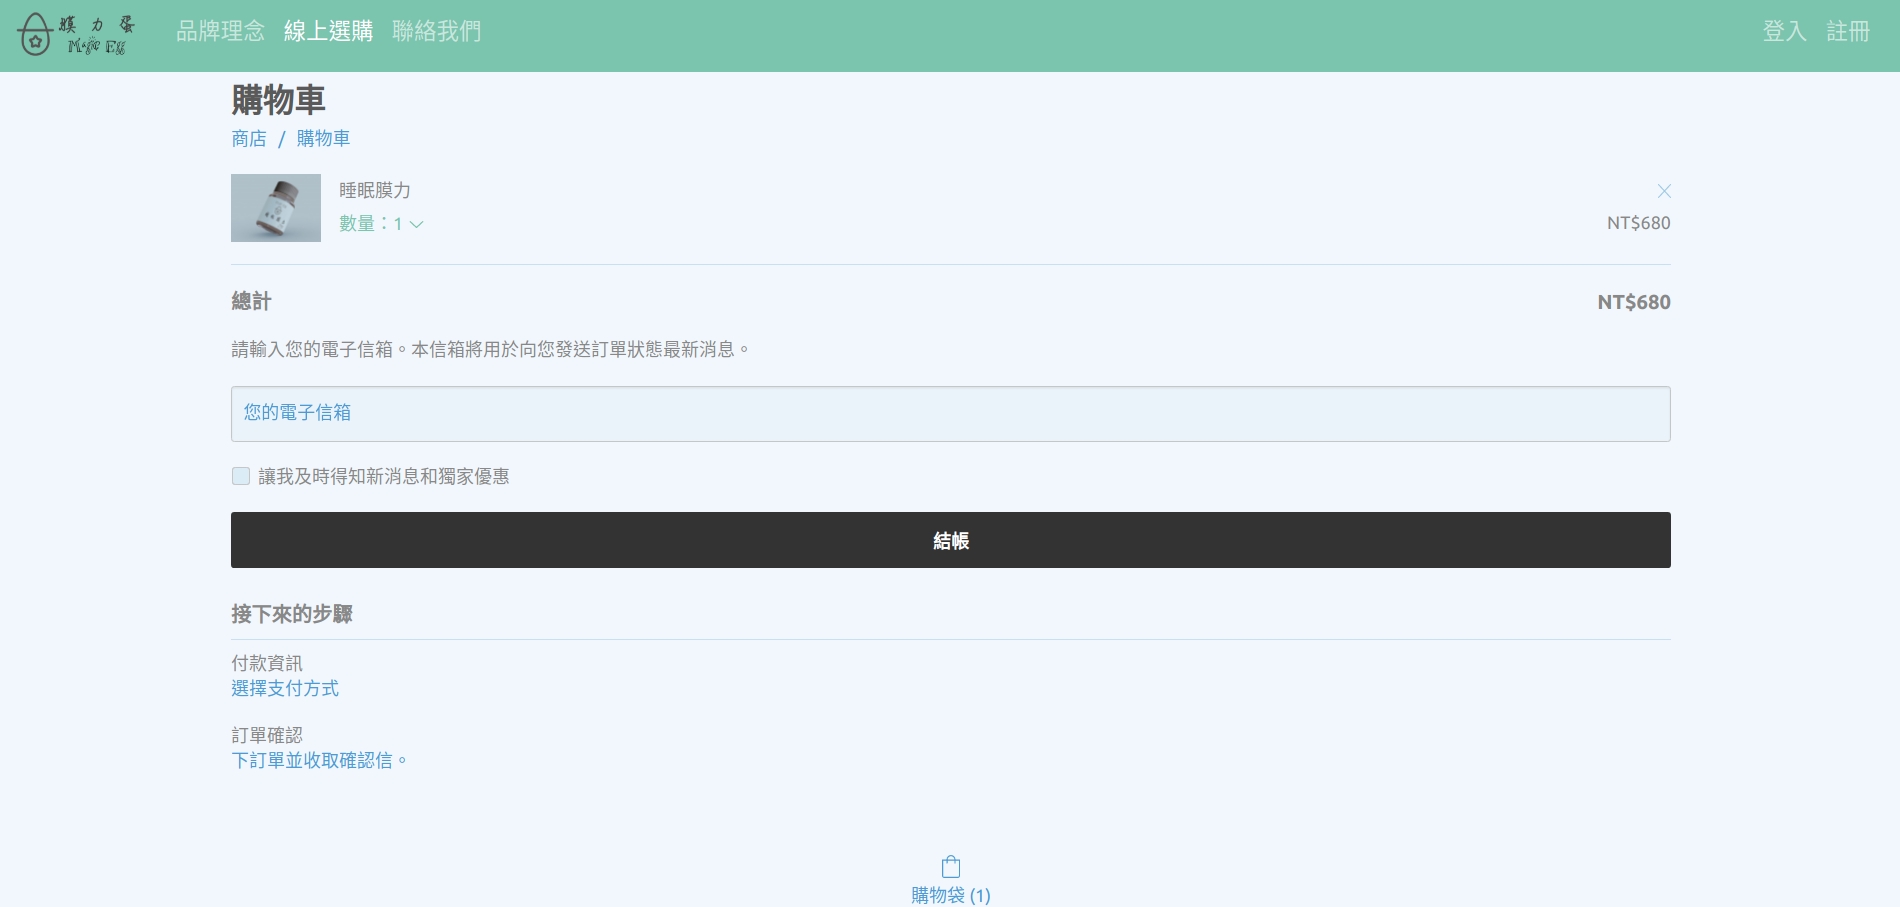 膜力蛋
Magic Egg
品牌理念 線上選購 聯絡我們
登入 註冊
購物車
商店 / 購物車
睡眠膜力
數量：1
NT$680
總計
NT$680
請輸入您的電子信箱。本信箱將用於向您發送訂單狀態最新消息。
您的電子信箱
讓我及時得知新消息和獨家優惠
結帳
接下來的步驟
付款資訊
選擇支付方式
訂單確認
下訂單並收取確認信。
購物袋 (1)